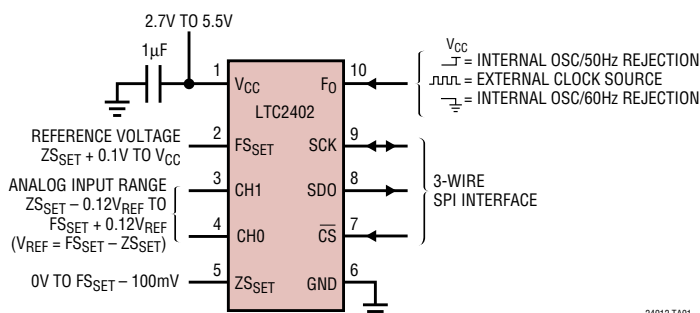 2.7V TO 5.5V
1µF
VCC
= INTERNAL OSC/50Hz REJECTION
= EXTERNAL CLOCK SOURCE
= INTERNAL OSC/60Hz REJECTION
1
VCC
FO
10
LTC2402
REFERENCE VOLTAGE
ZSSET + 0.1V TO VCC
2
FSSET
SCK
9
ANALOG INPUT RANGE
ZSSET – 0.12VREF TO
FSSET + 0.12VREF
(VREF = FSSET – ZSSET)
3
CH1
SDO
8
3-WIRE
SPI INTERFACE
4
CH0
CS
7
0V TO FSSET – 100mV
5
ZSSET
GND
6
24012 TA01